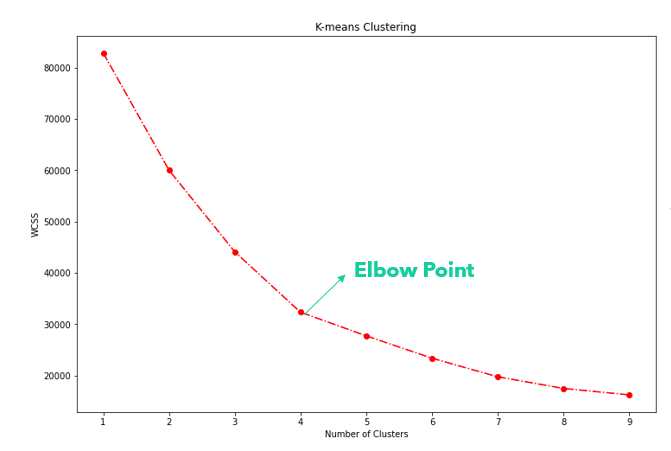 K-means Clustering
80000
70000
60000
50000
40000
30000
20000
WCSS
Elbow Point
1 2 3 4 5 6 7 8 9
Number of Clusters